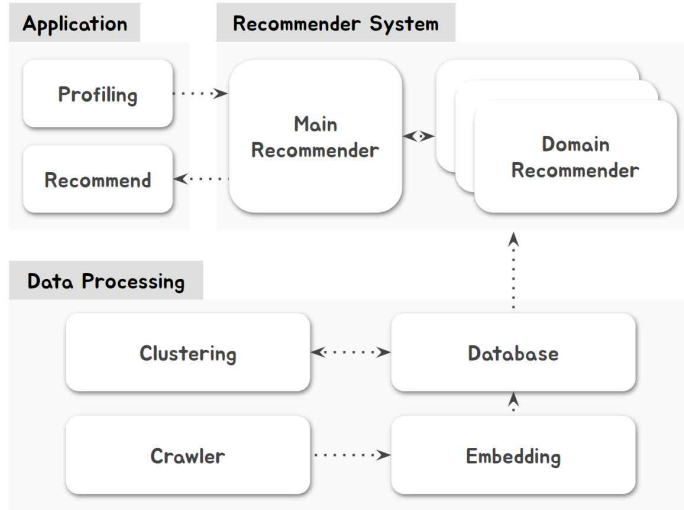 Application
Recommender System
Profiling
Recommend
Main
Recommender
Domain
Recommender
Data Processing
Clustering
Database
Crawler
Embedding